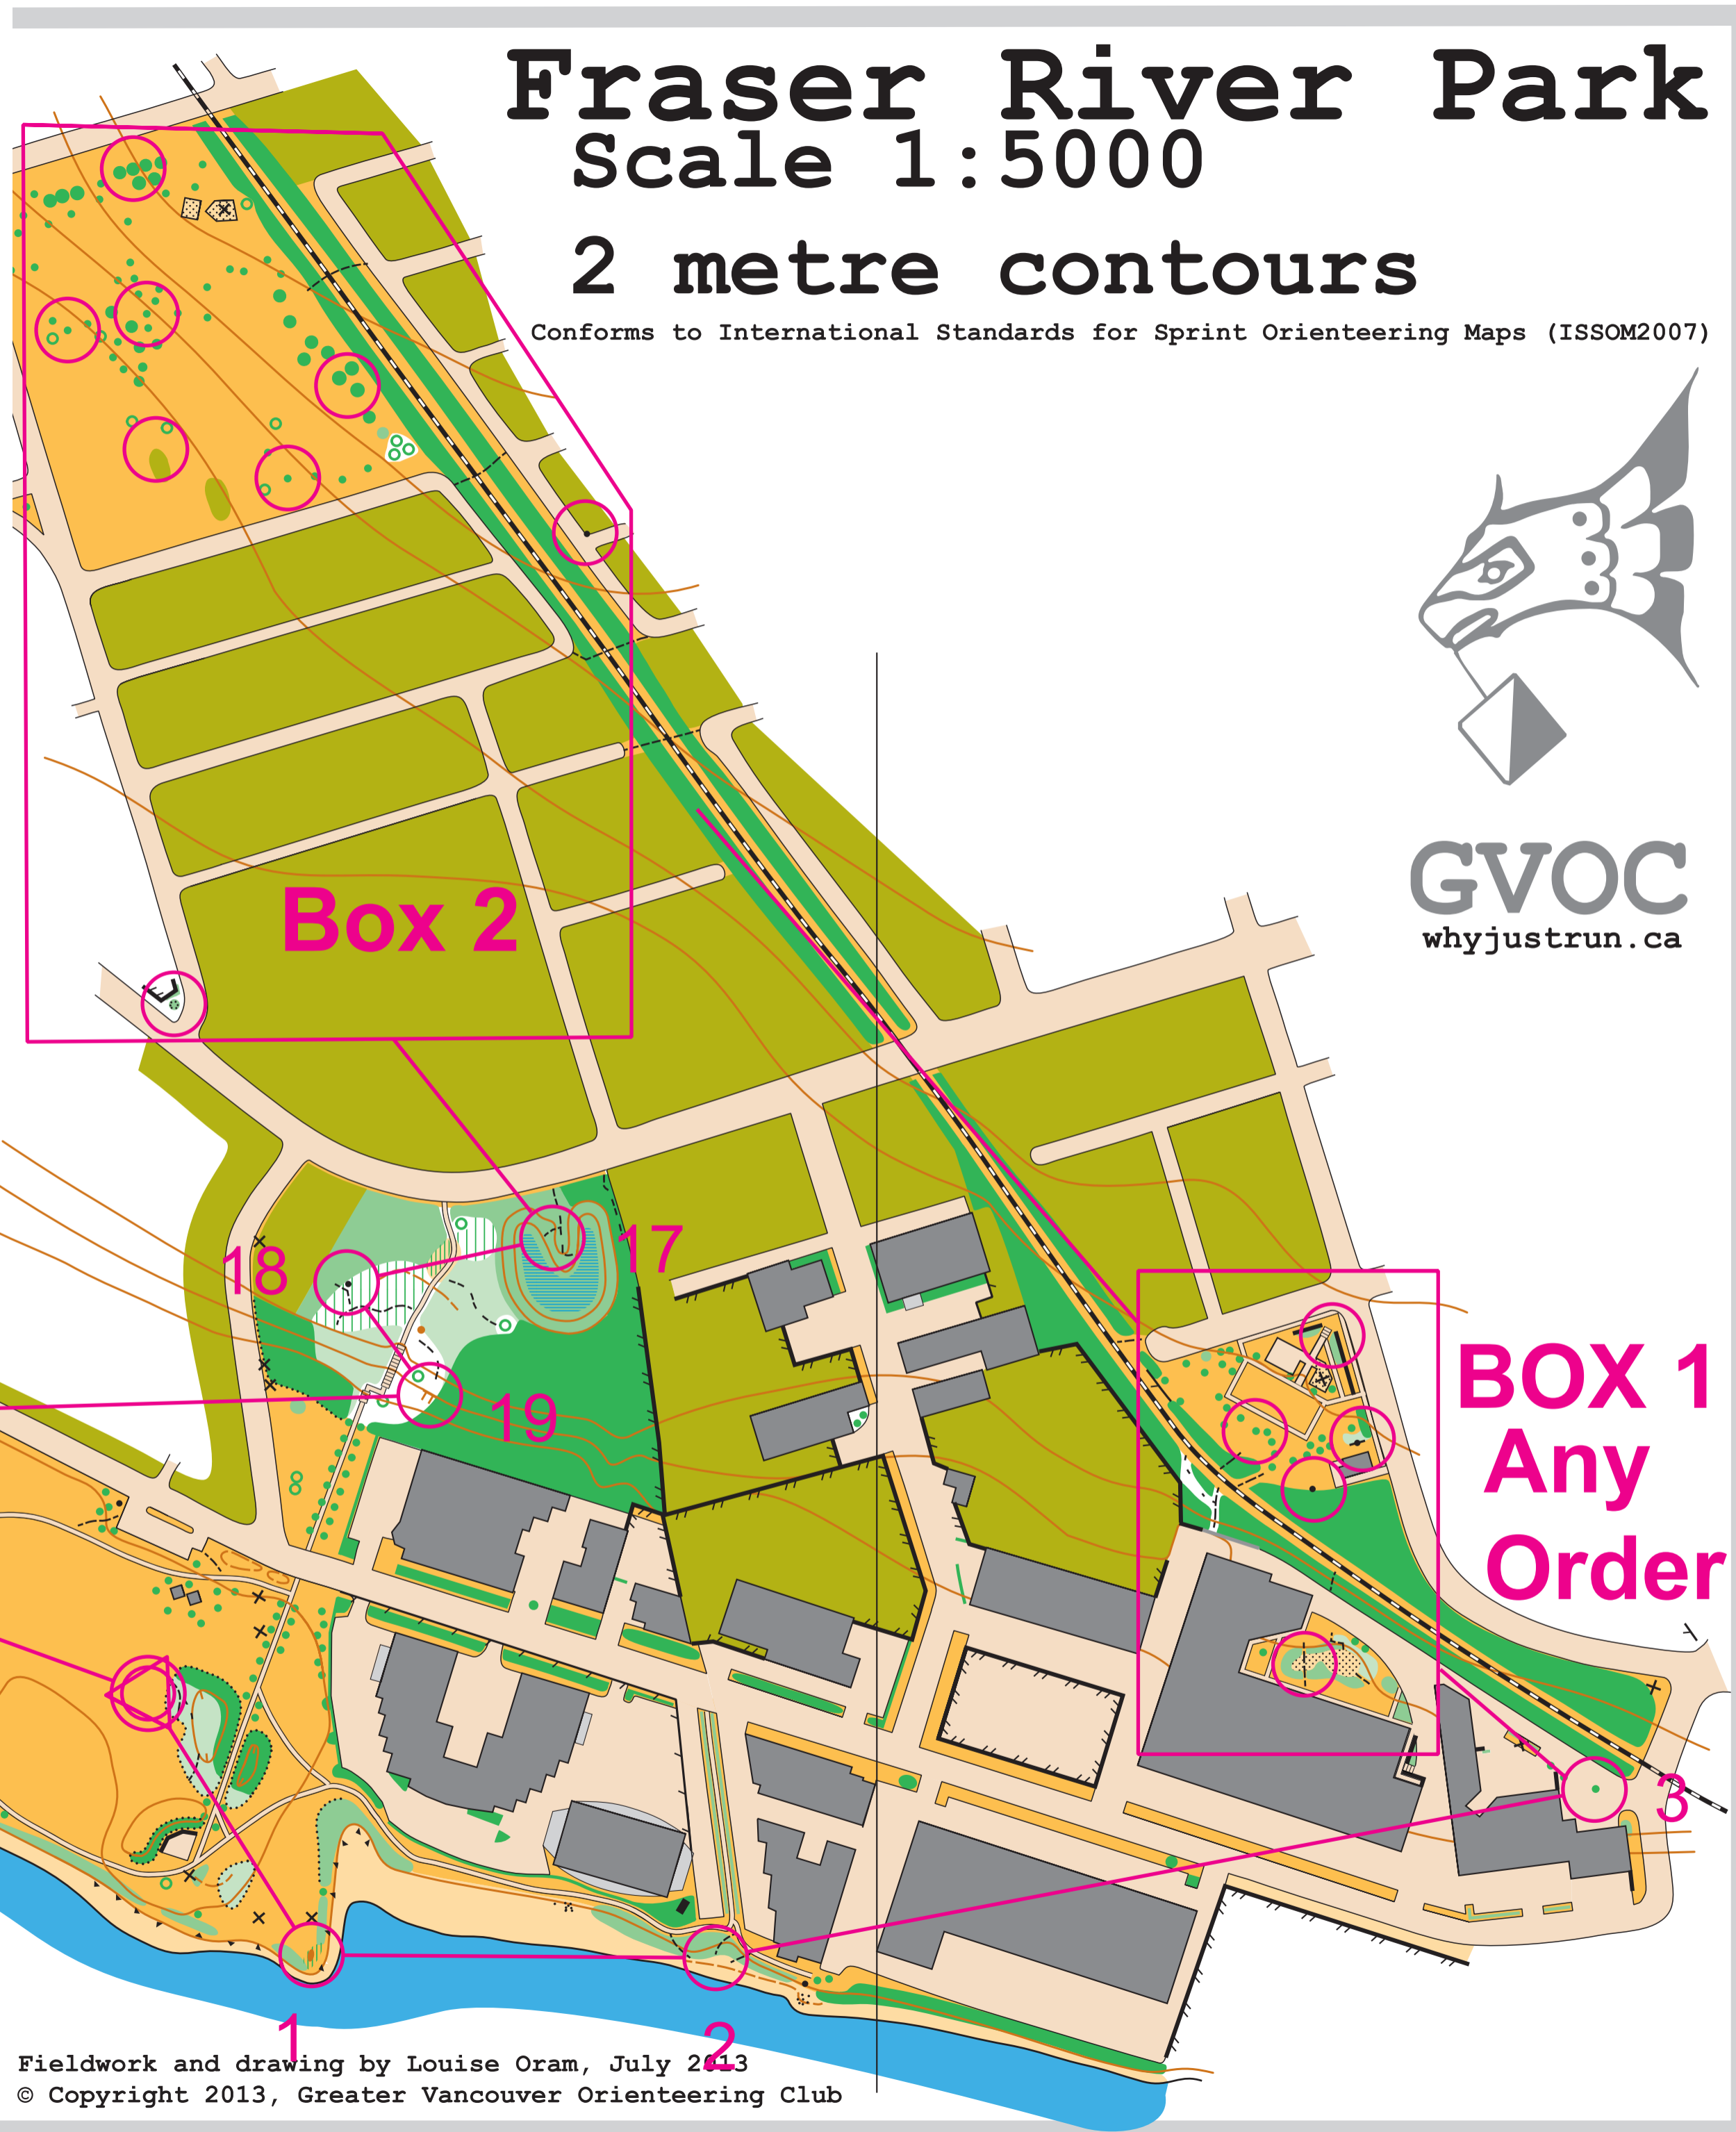 Fraser River Park
Scale 1:5000
2 metre contours
Conforms to International Standards for Sprint Orienteering Maps (ISSOM2007)
GVOC
whyjustrun.ca
Box 2
17
18
19
BOX 1
Any
Order
3
1
2
Fieldwork and drawing by Louise Oram, July 2013
© Copyright 2013, Greater Vancouver Orienteering Club